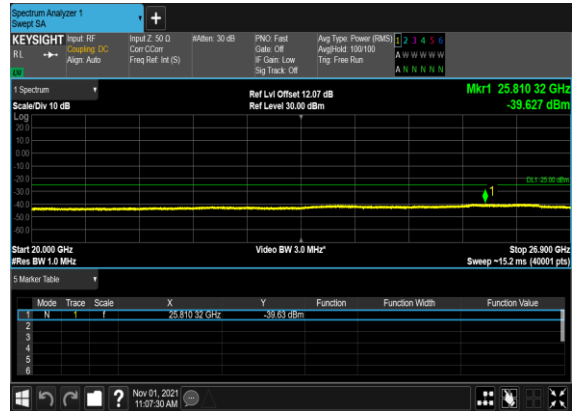 Spectrum Analyzer 1
Swept SA
+
KEYSIGHT Input: RF Input Z: 50 Ω #Atten: 30 dB PNO: Fast Avg Type: Power (RMS) 1 2 3 4 5 6
RL Coupling: DC Corr CCorr Gate: Off Avg|Hold: 100/100 A W W W W W
Align: Auto Freq Ref: Int (S) IF Gain: Low Trig: Free Run
LW Sig Track: Off A N N N N N
1 Spectrum Ref Lvl Offset 12.07 dB Mkr1 25.810 32 GHz
Scale/Div 10 dB Ref Level 30.00 dBm -39.627 dBm
Log
20.0
10.0
0.00
-10.0
-20.0
DL1 -25.00 dBm
-30.0
1
-40.0
-50.0
-60.0
Start 20.000 GHz Video BW 3.0 MHz* Stop 26.900 GHz
#Res BW 1.0 MHz Sweep ~15.2 ms (40001 pts)
5 Marker Table
Mode Trace Scale X Y Function Function Width Function Value
1 N 1 f 25.810 32 GHz -39.63 dBm
2
3
4
5
6
? Nov 01, 2021
11:07:30 AM